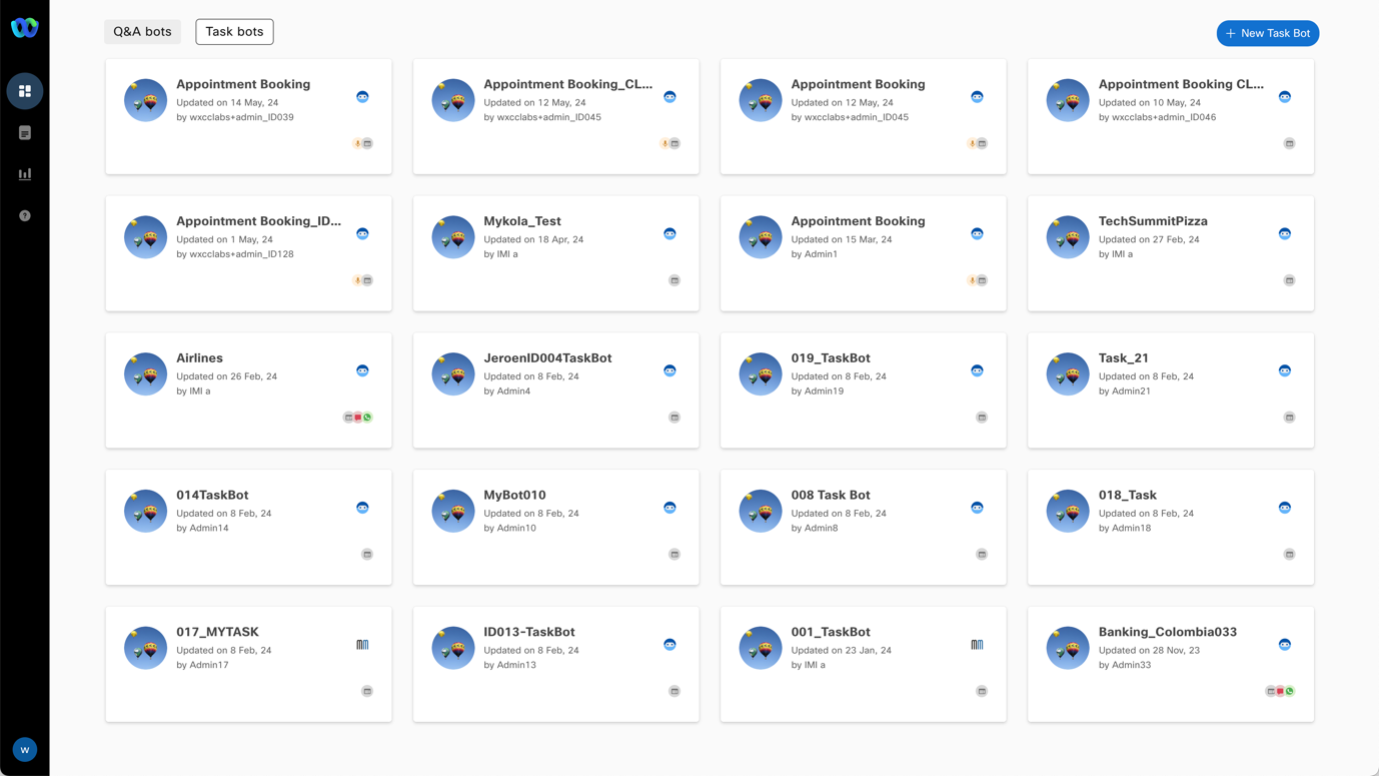 Q&A bots
Task bots
+ New Task Bot
Appointment Booking
Updated on 14 May, 24
by wxcclabs+admin_ID039
Appointment Booking_CL...
Updated on 12 May, 24
by wxcclabs+admin_ID045
Appointment Booking
Updated on 12 May, 24
by wxcclabs+admin_ID045
Appointment Booking CL...
Updated on 10 May, 24
by wxcclabs+admin_ID046
Appointment Booking_ID...
Updated on 1 May, 24
by wxcclabs+admin_ID128
Mykola_Test
Updated on 18 Apr, 24
by IMI a
Appointment Booking
Updated on 15 Mar, 24
by Admin1
TechSummitPizza
Updated on 27 Feb, 24
by IMI a
Airlines
Updated on 26 Feb, 24
by IMI a
JeroenID004TaskBot
Updated on 8 Feb, 24
by Admin4
019_TaskBot
Updated on 8 Feb, 24
by Admin19
Task_21
Updated on 8 Feb, 24
by Admin21
014TaskBot
Updated on 8 Feb, 24
by Admin14
MyBot010
Updated on 8 Feb, 24
by Admin10
008 Task Bot
Updated on 8 Feb, 24
by Admin8
018_Task
Updated on 8 Feb, 24
by Admin18
017_MYTASK
Updated on 8 Feb, 24
by Admin17
ID013-TaskBot
Updated on 8 Feb, 24
by Admin13
001_TaskBot
Updated on 23 Jan, 24
by IMI a
Banking_Colombia033
Updated on 28 Nov, 23
by Admin33
W